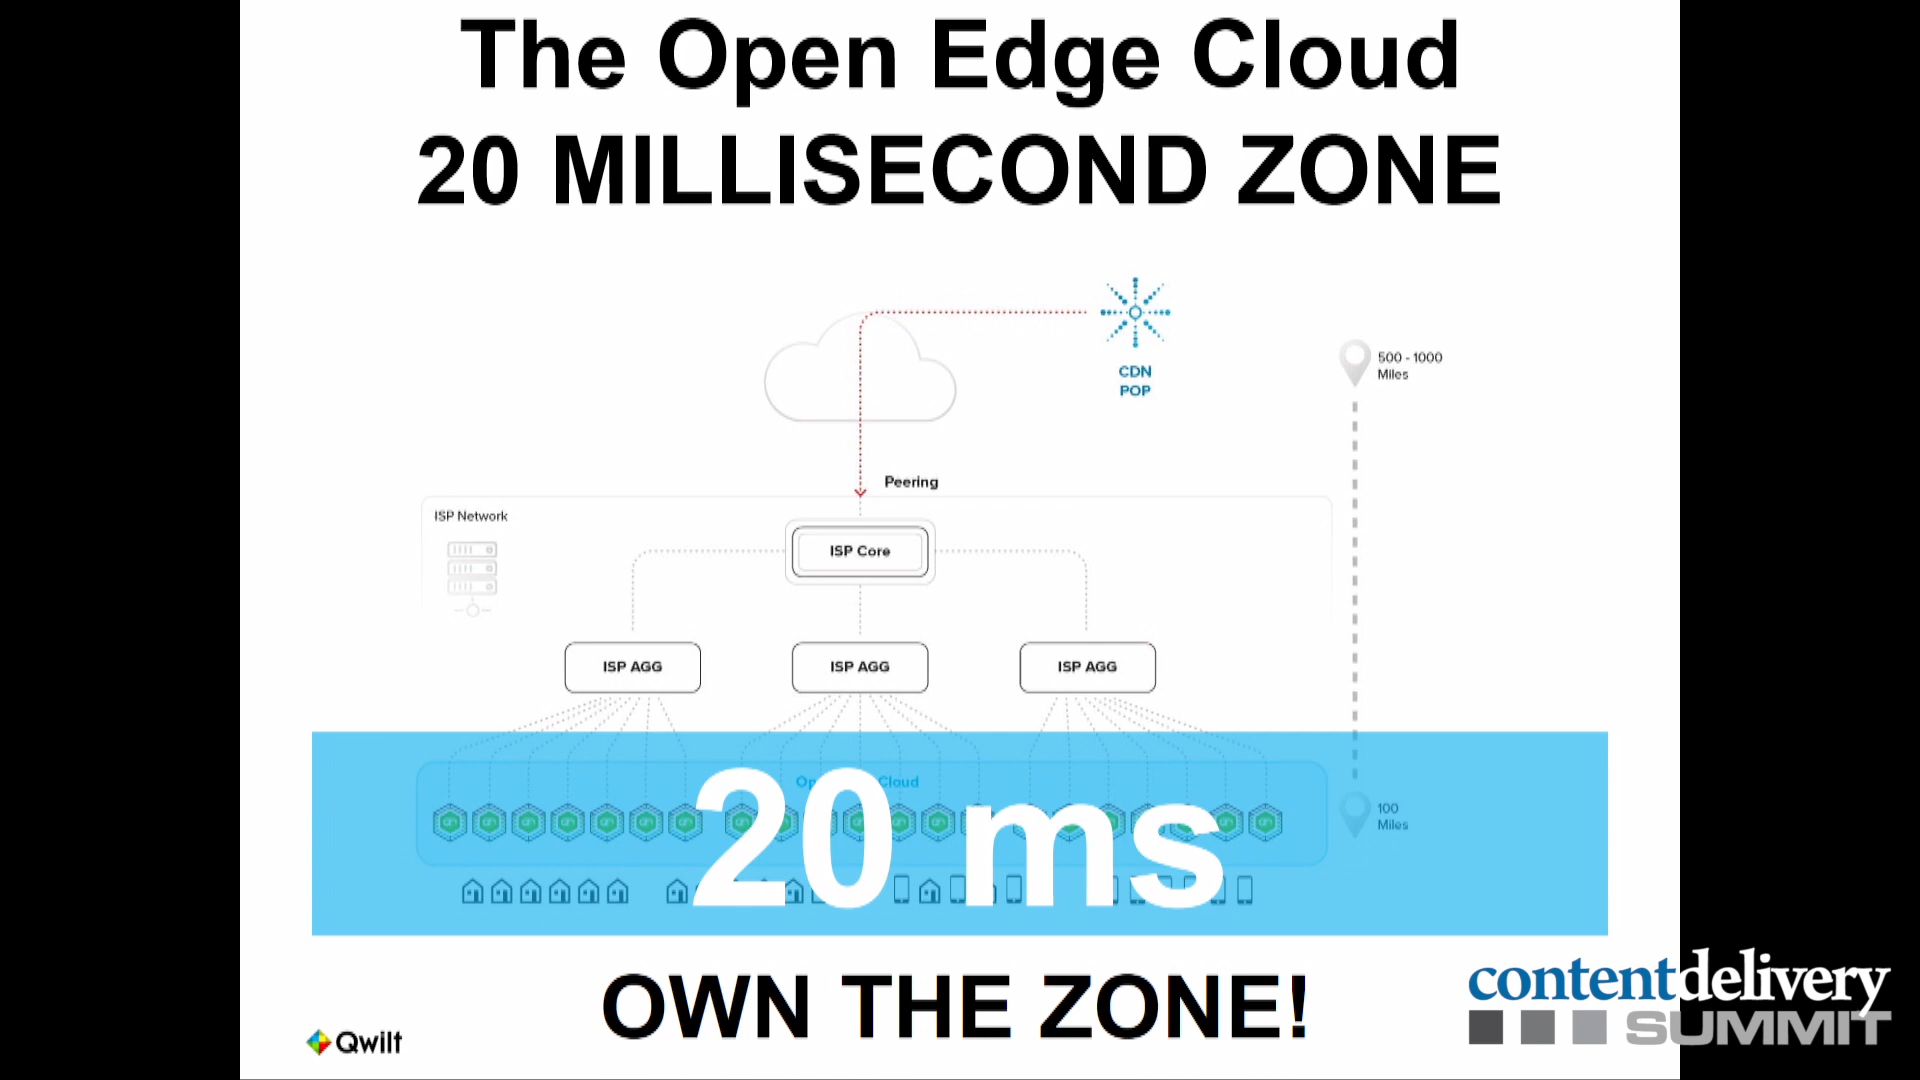 The Open Edge Cloud
20 MILLISECOND ZONE
CDN
POP
500 - 1000
Miles
Peering
ISP Network
ISP Core
ISP AGG
ISP AGG
ISP AGG
Cloud
20 ms
100
Miles
OWN THE ZONE!
Qwilt
contentdelivery
SUMMIT